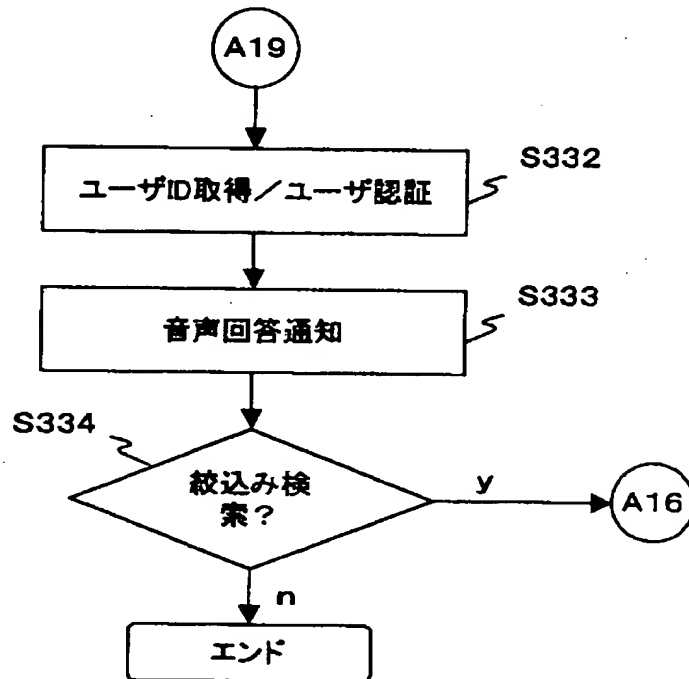 A19
S332
ユーザID取得／ユーザ認証
S333
音声回答通知
S334
絞込み検
索？
y
A16
n
エンド